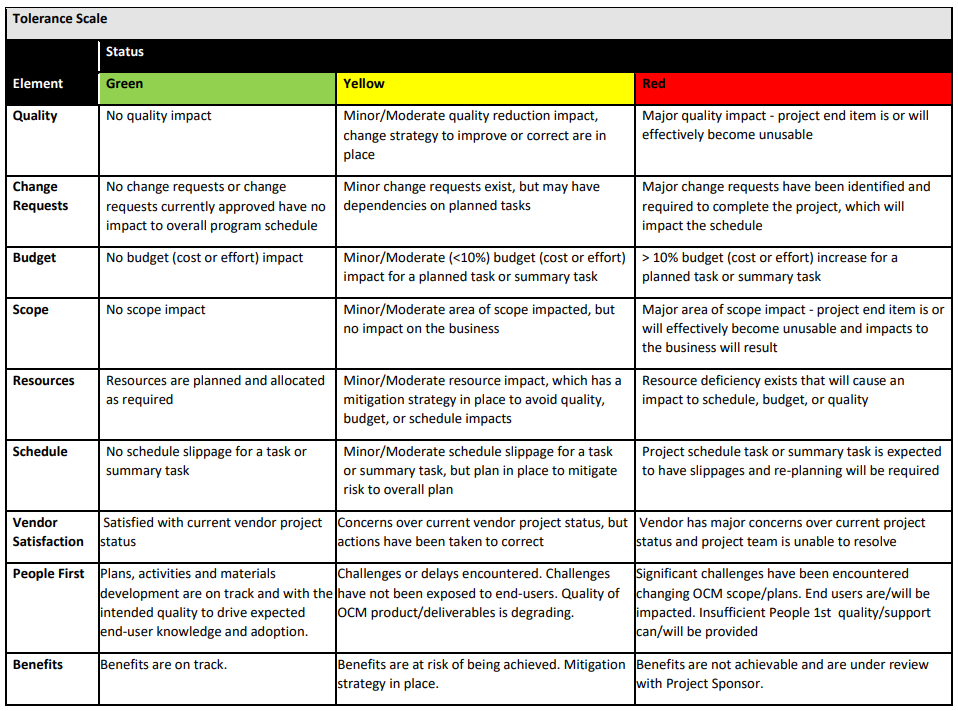 Tolerance Scale
Status
Element
Green
Yellow
Red
Quality
No quality impact
Minor/Moderate quality reduction impact,
change strategy to improve or correct are in
place
Major quality impact - project end item is or will
effectively become unusable
Change
Requests
No change requests or change
requests currently approved have no
impact to overall program schedule
Minor change requests exist, but may have
dependencies on planned tasks
Major change requests have been identified and
required to complete the project, which will
impact the schedule
Budget
No budget (cost or effort) impact
Minor/Moderate (<10%) budget (cost or effort)
impact for a planned task or summary task
> 10% budget (cost or effort) increase for a
planned task or summary task
Scope
No scope impact
Minor/Moderate area of scope impacted, but
no impact on the business
Major area of scope impact - project end item is or
will effectively become unusable and impacts to
the business will result
Resources
Resources are planned and allocated
as required
Minor/Moderate resource impact, which has a
mitigation strategy in place to avoid quality,
budget, or schedule impacts
Resource deficiency exists that will cause an
impact to schedule, budget, or quality
Schedule
No schedule slippage for a task or
summary task
Minor/Moderate schedule slippage for a task
or summary task, but plan in place to mitigate
risk to overall plan
Project schedule task or summary task is expected
to have slippages and re-planning will be required
Vendor
Satisfaction
Satisfied with current vendor project
status
Concerns over current vendor project status, but
actions have been taken to correct
Vendor has major concerns over current project
status and project team is unable to resolve
People First
Plans, activities and materials
development are on track and with the
intended quality to drive expected
end-user knowledge and adoption.
Challenges or delays encountered. Challenges
have not been exposed to end-users. Quality of
OCM product/deliverables is degrading.
Significant challenges have been encountered
changing OCM scope/plans. End users are/will be
impacted. Insufficient People 1st quality/support
can/will be provided
Benefits
Benefits are on track.
Benefits are at risk of being achieved. Mitigation
strategy in place.
Benefits are not achievable and are under review
with Project Sponsor.